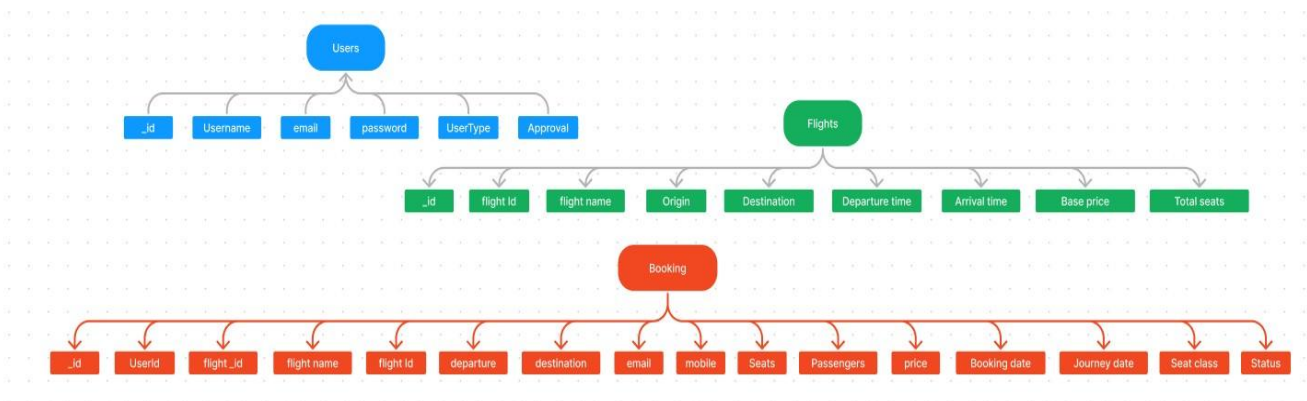 Users
_id Username email password UserType Approval
Flights
_id flight Id flight name Origin Destination Departure time Arrival time Base price Total seats
Booking
_id UserId flight _id flight name flight Id departure destination email mobile Seats Passengers price Booking date Journey date Seat class Status